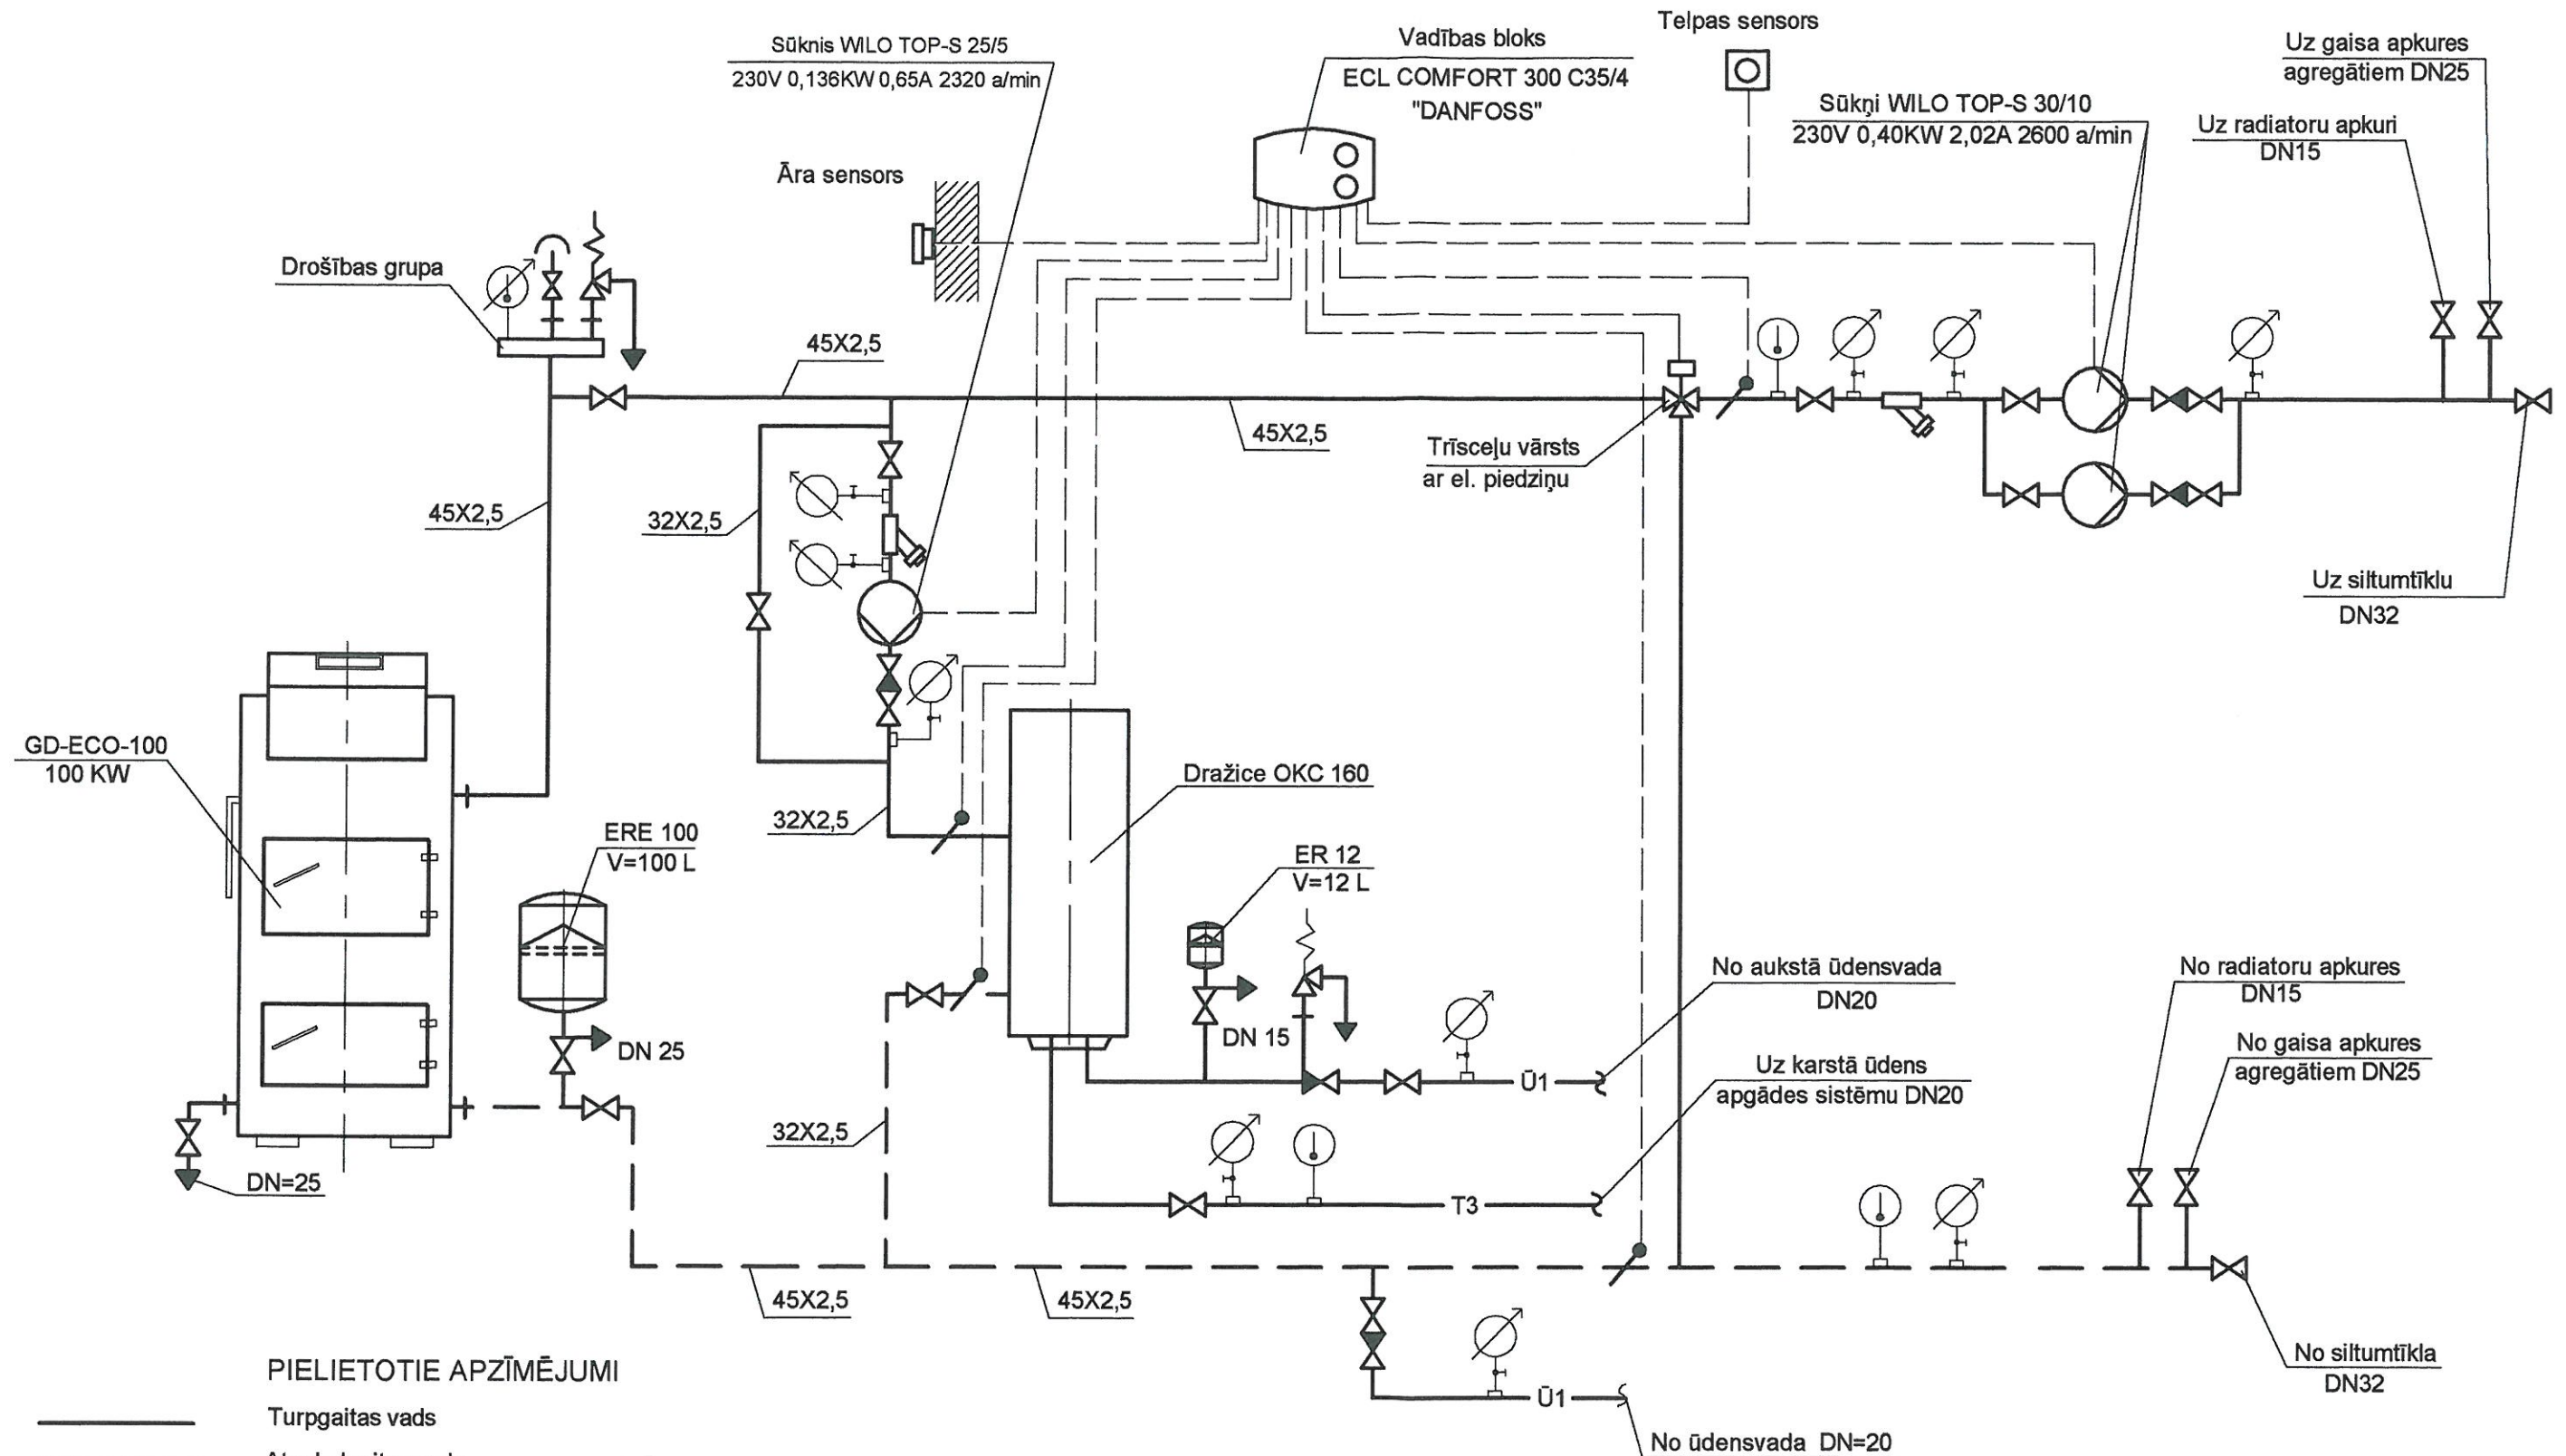 Telpas sensors
Sūknis WILO TOP-S 25/5
230V 0,136KW 0,65A 2320 a/min
Vadības bloks
ECL COMFORT 300 C35/4
"DANFOSS"
Uz gaisa apkures
agregātiem DN25
Sūkņi WILO TOP-S 30/10
230V 0,40KW 2,02A 2600 a/min
Uz radiatoru apkuri
DN15
Āra sensors
Drošības grupa
45X2,5
45X2,5
Trīsceļu vārsts
ar el. piedziņu
45X2,5
32X2,5
Uz siltumtīklu
DN32
GD-ECO-100
100 KW
Dražice OKC 160
32X2,5
ERE 100
V=100 L
ER 12
V=12 L
No aukstā ūdensvada
DN20
No radiatoru apkures
DN15
DN 15
DN 25
No gaisa apkures
agregātiem DN25
Uz karstā ūdens
apgādes sistēmu DN20
Ū1
32X2,5
DN=25
T3
45X2,5
45X2,5
No siltumtīkla
DN32
PIELIETOTIE APZĪMĒJUMI
Ū1
Turpgaitas vads
No ūdensvada DN=20